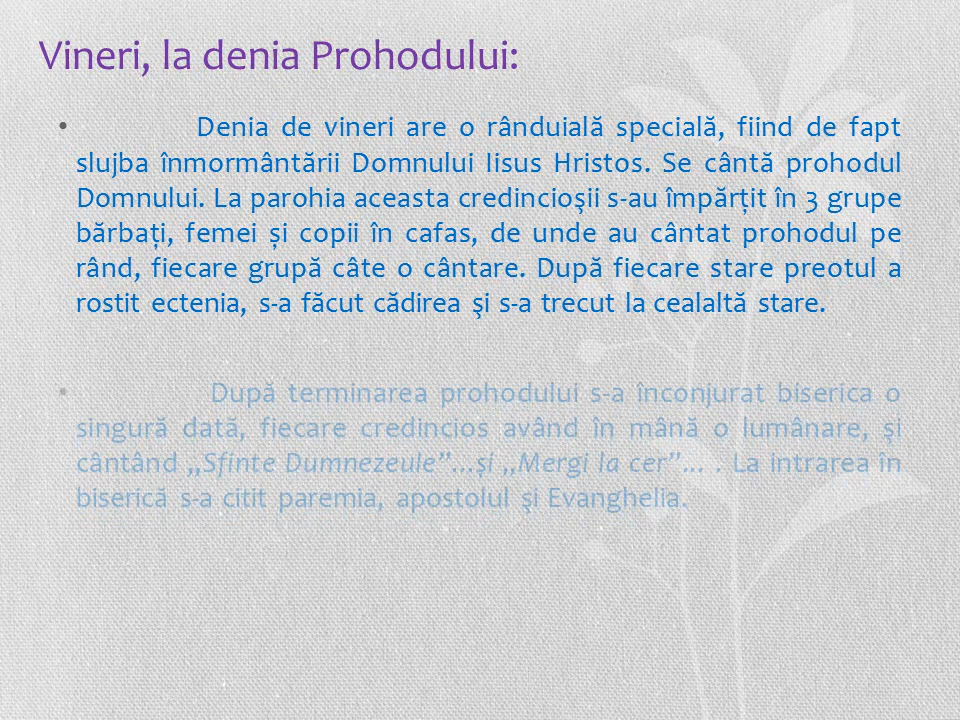 Vineri, la denia Prohodului:
• Denia de vineri are o rânduială specială, fiind de fapt
slujba înmormântării Domnului Iisus Hristos. Se cântă prohodul
Domnului. La parohia aceasta credincioşii s-au împărțit în 3 grupe
bărbați, femei și copii în cafas, de unde au cântat prohodul pe
rând, fiecare grupă câte o cântare. După fiecare stare preotul a
rostit ectenia, s-a făcut cădirea şi s-a trecut la cealaltă stare.
• După terminarea prohodului s-a înconjurat biserica o
singură dată, fiecare credincios având în mână o lumânare, şi
cântând „Sfinte Dumnezeule”...şi „Mergi la cer”... . La intrarea în
biserică s-a citit paremia, apostolul şi Evanghelia.